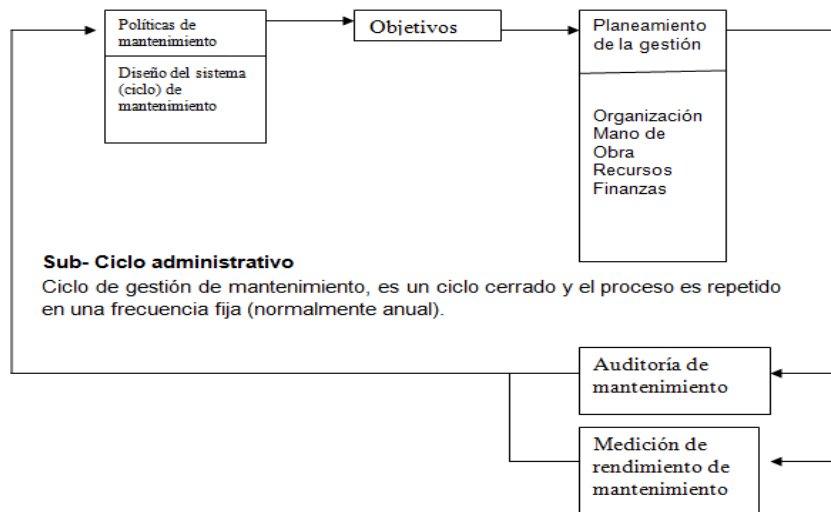 Políticas de
mantenimiento
Diseño del sistema
(ciclo) de
mantenimiento
Objetivos
Planeamiento
de la gestión
Organización
Mano de
Obra
Recursos
Finanzas
Sub- Ciclo administrativo
Ciclo de gestión de mantenimiento, es un ciclo cerrado y el proceso es repetido
en una frecuencia fija (normalmente anual).
Auditoría de
mantenimiento
Medición de
rendimiento de
mantenimiento